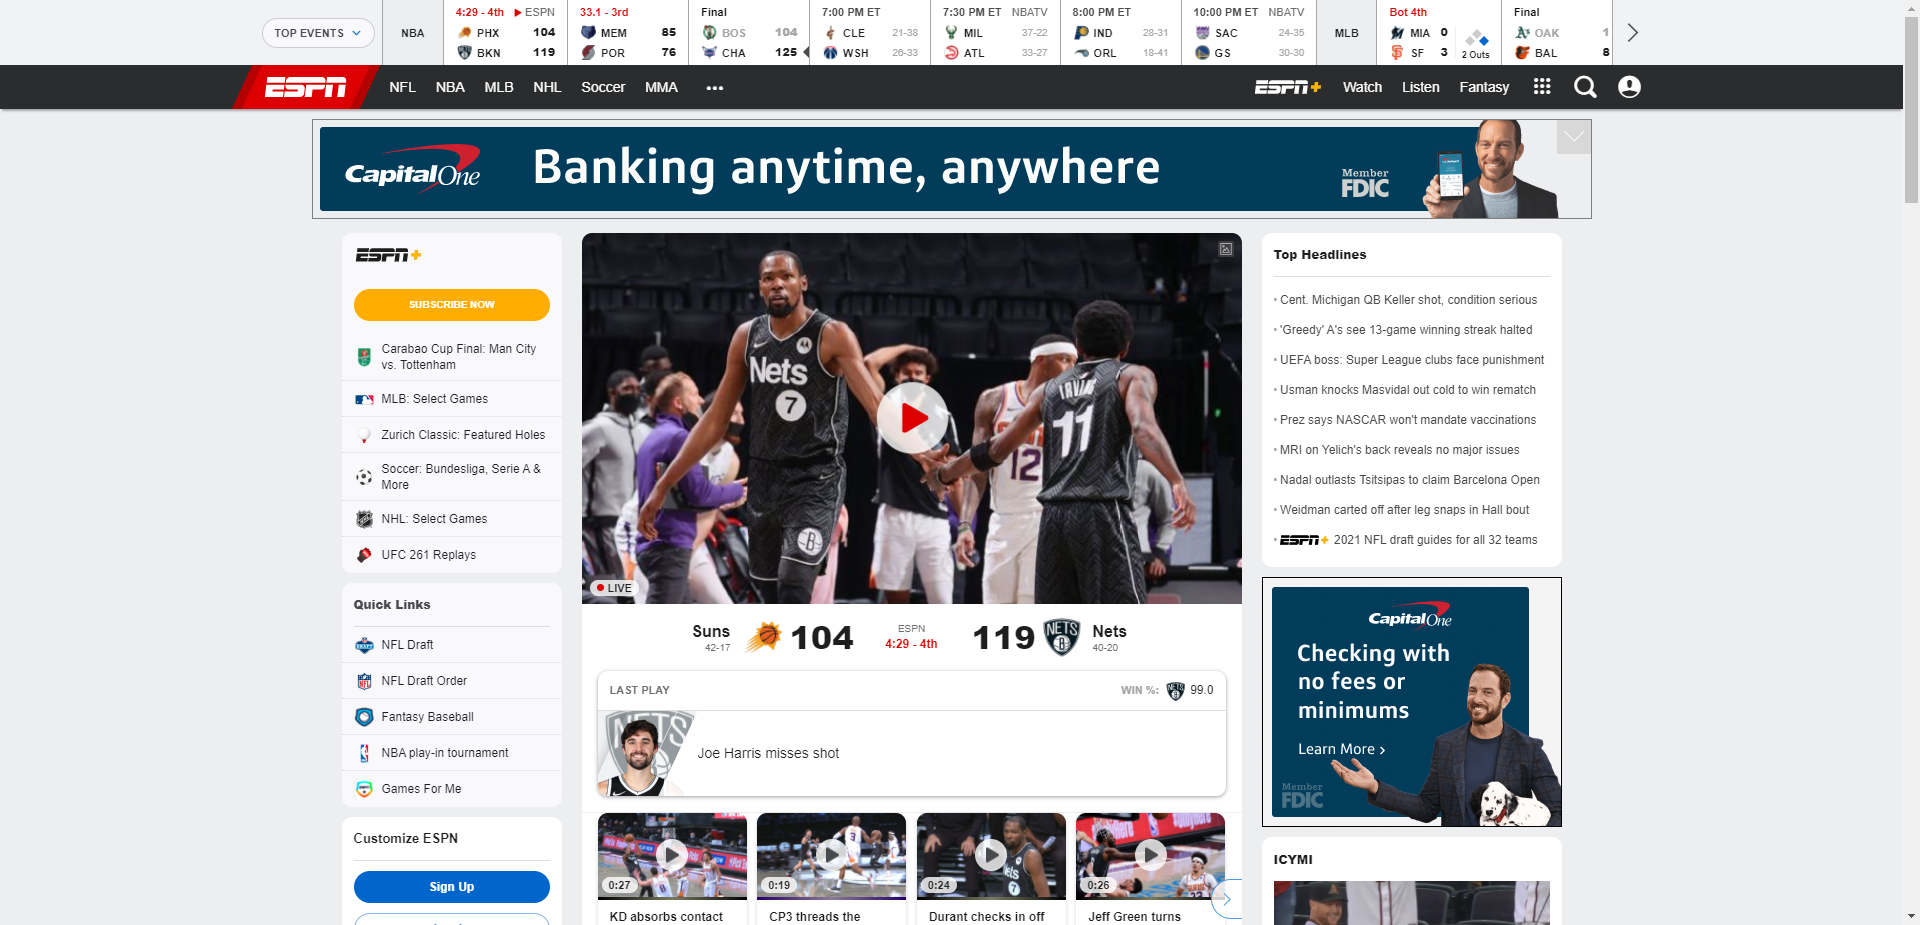 TOP EVENTS
NBA
4:29 - 4th ESPN
PHX 104
BKN 119
33.1 - 3rd
MEM 85
POR 76
Final
BOS 104
CHA 125
7:00 PM ET
CLE 21-38
WSH 26-33
7:30 PM ET NBATV
MIL 37-22
ATL 33-27
8:00 PM ET
IND 28-31
ORL 18-41
10:00 PM ET NBATV
SAC 24-35
GS 30-30
MLB
Bot 4th
MIA 0
SF 3
2 Outs
Final
OAK 1
BAL 8
ESPN NFL NBA MLB NHL Soccer MMA
ESPN+ Watch Listen Fantasy
Capital One Banking anytime, anywhere
Member
FDIC
ESPN+
SUBSCRIBE NOW
Carabao Cup Final: Man City
vs. Tottenham
MLB: Select Games
Zurich Classic: Featured Holes
Soccer: Bundesliga, Serie A &
More
NHL: Select Games
UFC 261 Replays
Quick Links
NFL Draft
NFL Draft Order
Fantasy Baseball
NBA play-in tournament
Games For Me
Customize ESPN
Sign Up
Nets
7
IRVING
11
12
LIVE
Suns
42-17
104
ESPN
4:29 - 4th
119
NETS
B
Nets
40-20
LAST PLAY
WIN %: 99.0
NETS
Joe Harris misses shot
0:27
KD absorbs contact
0:19
CP3 threads the
0:24
Durant checks in off
0:26
Jeff Green turns
Top Headlines
Cent. Michigan QB Keller shot, condition serious
'Greedy' A's see 13-game winning streak halted
UEFA boss: Super League clubs face punishment
Usman knocks Masvidal out cold to win rematch
Prez says NASCAR won't mandate vaccinations
MRI on Yelich's back reveals no major issues
Nadal outlasts Tsitsipas to claim Barcelona Open
Weidman carted off after leg snaps in Hall bout
ESPN+ 2021 NFL draft guides for all 32 teams
Capital One
Checking with
no fees or
minimums
Learn More >
Member
FDIC
ICYMI